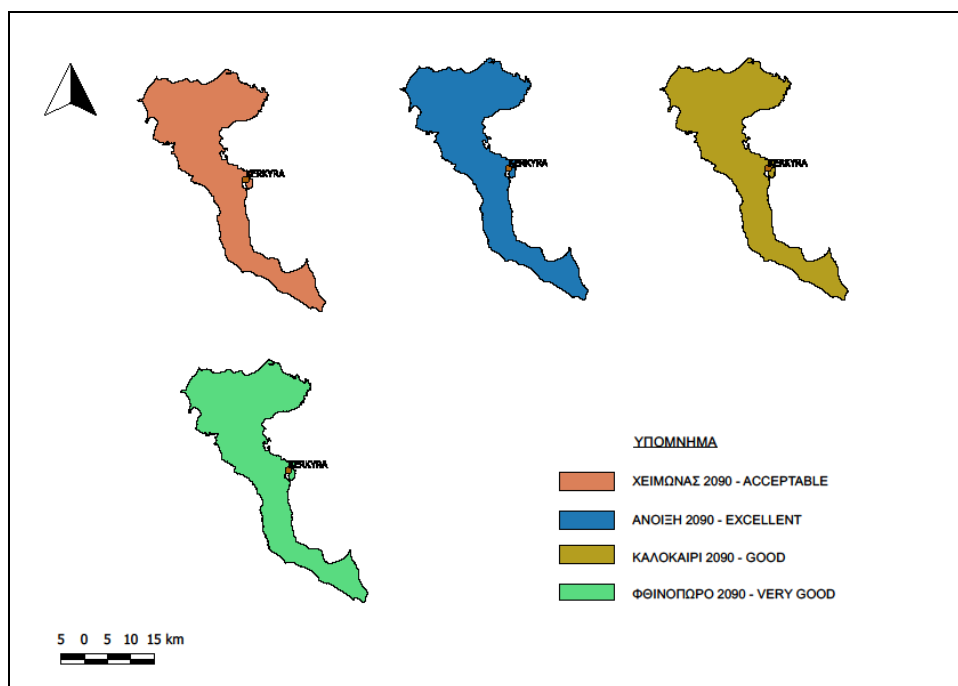 KERKYRA
KERKYRA
KERKYRA
KERKYRA
ΥΠΟΜΝΗΜΑ
ΧΕΙΜΩΝΑΣ 2090 - ACCEPTABLE
ΑΝΟΙΞΗ 2090 - EXCELLENT
ΚΑΛΟΚΑΙΡΙ 2090 - GOOD
ΦΘΙΝΟΠΩΡΟ 2090 - VERY GOOD
5 0 5 10 15 km